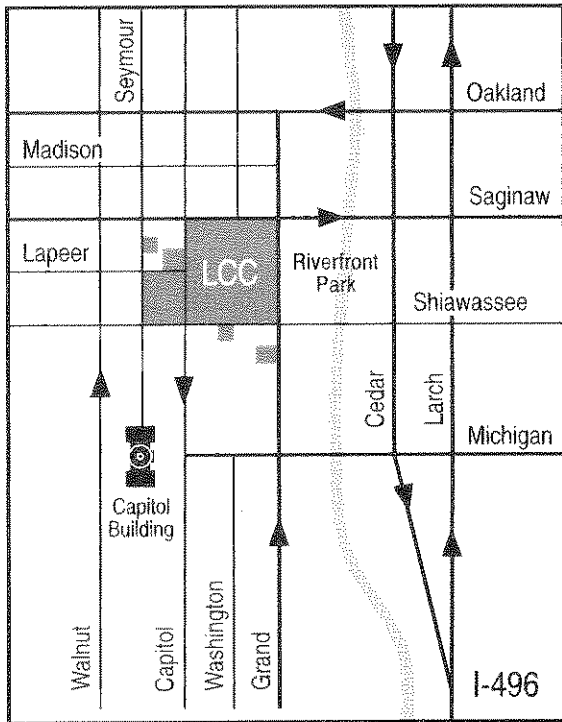 Seymour
Oakland
Madison
Saginaw
Lapeer
LCC
Riverfront
Park
Shiawassee
Cedar
Larch
Michigan
Capitol
Building
Walnut
Capitol
Washington
Grand
I-496